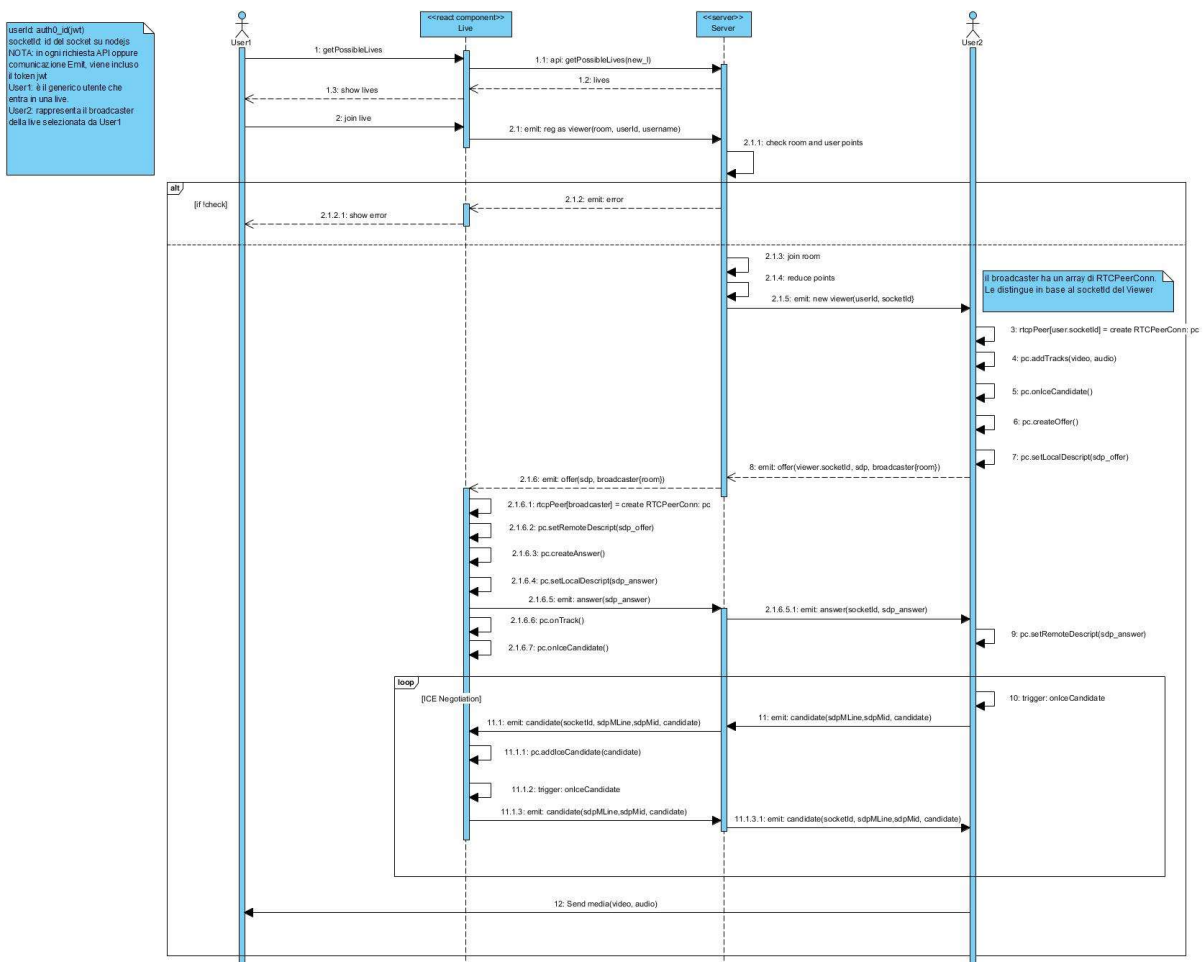 <<react component>>
Live
<<server>>
Server
User1
User2
userId: auth0_id(jwt)
socketId: id del socket su nodejs
NOTA: in ogni richiesta API oppure
comunicazione Emit, viene incluso
il token jwt
User1: è il generico utente che
entra in una live.
User2: rappresenta il broadcaster
della live selezionata da User1
1: getPossibleLives
1.1: api: getPossibleLives(new_l)
1.2: lives
1.3: show lives
2: join live
2.1: emit: reg as viewer(room, userId, username)
2.1.1: check room and user points
alt
[if !check]
2.1.2: emit: error
2.1.2.1: show error
2.1.3: join room
2.1.4: reduce points
2.1.5: emit: new viewer(userId, socketId}
il broadcaster ha un array di RTCPeerConn.
Le distingue in base al socketId del Viewer
3: rtcpPeer[user.socketId] = create RTCPeerConn: pc
4: pc.addTracks(video, audio)
5: pc.onIceCandidate()
6: pc.createOffer()
7: pc.setLocalDescript(sdp_offer)
8: emit: offer(viewer.socketId, sdp, broadcaster{room})
2.1.6: emit: offer(sdp, broadcaster{room})
2.1.6.1: rtcpPeer[broadcaster] = create RTCPeerConn: pc
2.1.6.2: pc.setRemoteDescript(sdp_offer)
2.1.6.3: pc.createAnswer()
2.1.6.4: pc.setLocalDescript(sdp_answer)
2.1.6.5: emit: answer(sdp_answer)
2.1.6.5.1: emit: answer(socketId, sdp_answer)
2.1.6.6: pc.onTrack()
9: pc.setRemoteDescript(sdp_answer)
2.1.6.7: pc.onIceCandidate()
loop
[ICE Negotiation]
10: trigger: onIceCandidate
11: emit: candidate(sdpMLine,sdpMid, candidate)
11.1: emit: candidate(socketId, sdpMLine,sdpMid, candidate)
11.1.1: pc.addIceCandidate(candidate)
11.1.2: trigger: onIceCandidate
11.1.3: emit: candidate(sdpMLine,sdpMid, candidate)
11.1.3.1: emit: candidate(socketId, sdpMLine,sdpMid, candidate)
12: Send media(video, audio)